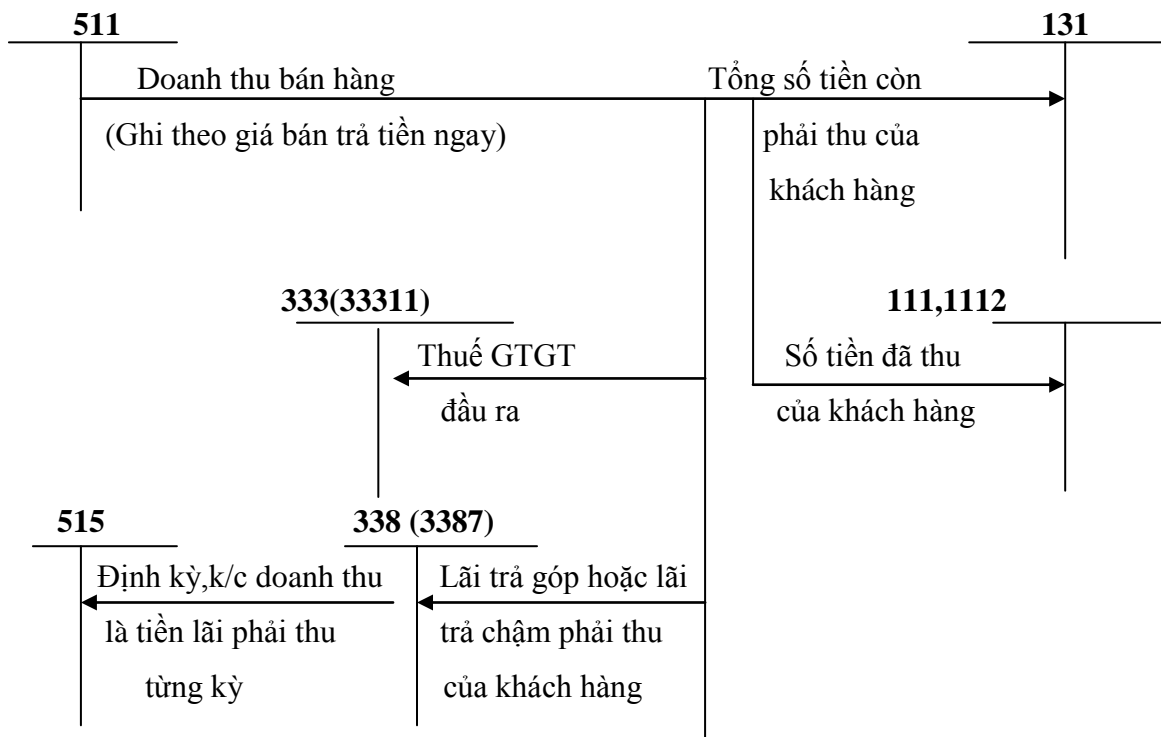 511
131
Doanh thu bán hàng
Tổng số tiền còn
(Ghi theo giá bán trả tiền ngay)
phải thu của
khách hàng
333(33311)
111,1112
Thuế GTGT
đầu ra
Số tiền đã thu
của khách hàng
515
338 (3387)
Định kỳ,k/c doanh thu
là tiền lãi phải thu
từng kỳ
Lãi trả góp hoặc lãi
trả chậm phải thu
của khách hàng